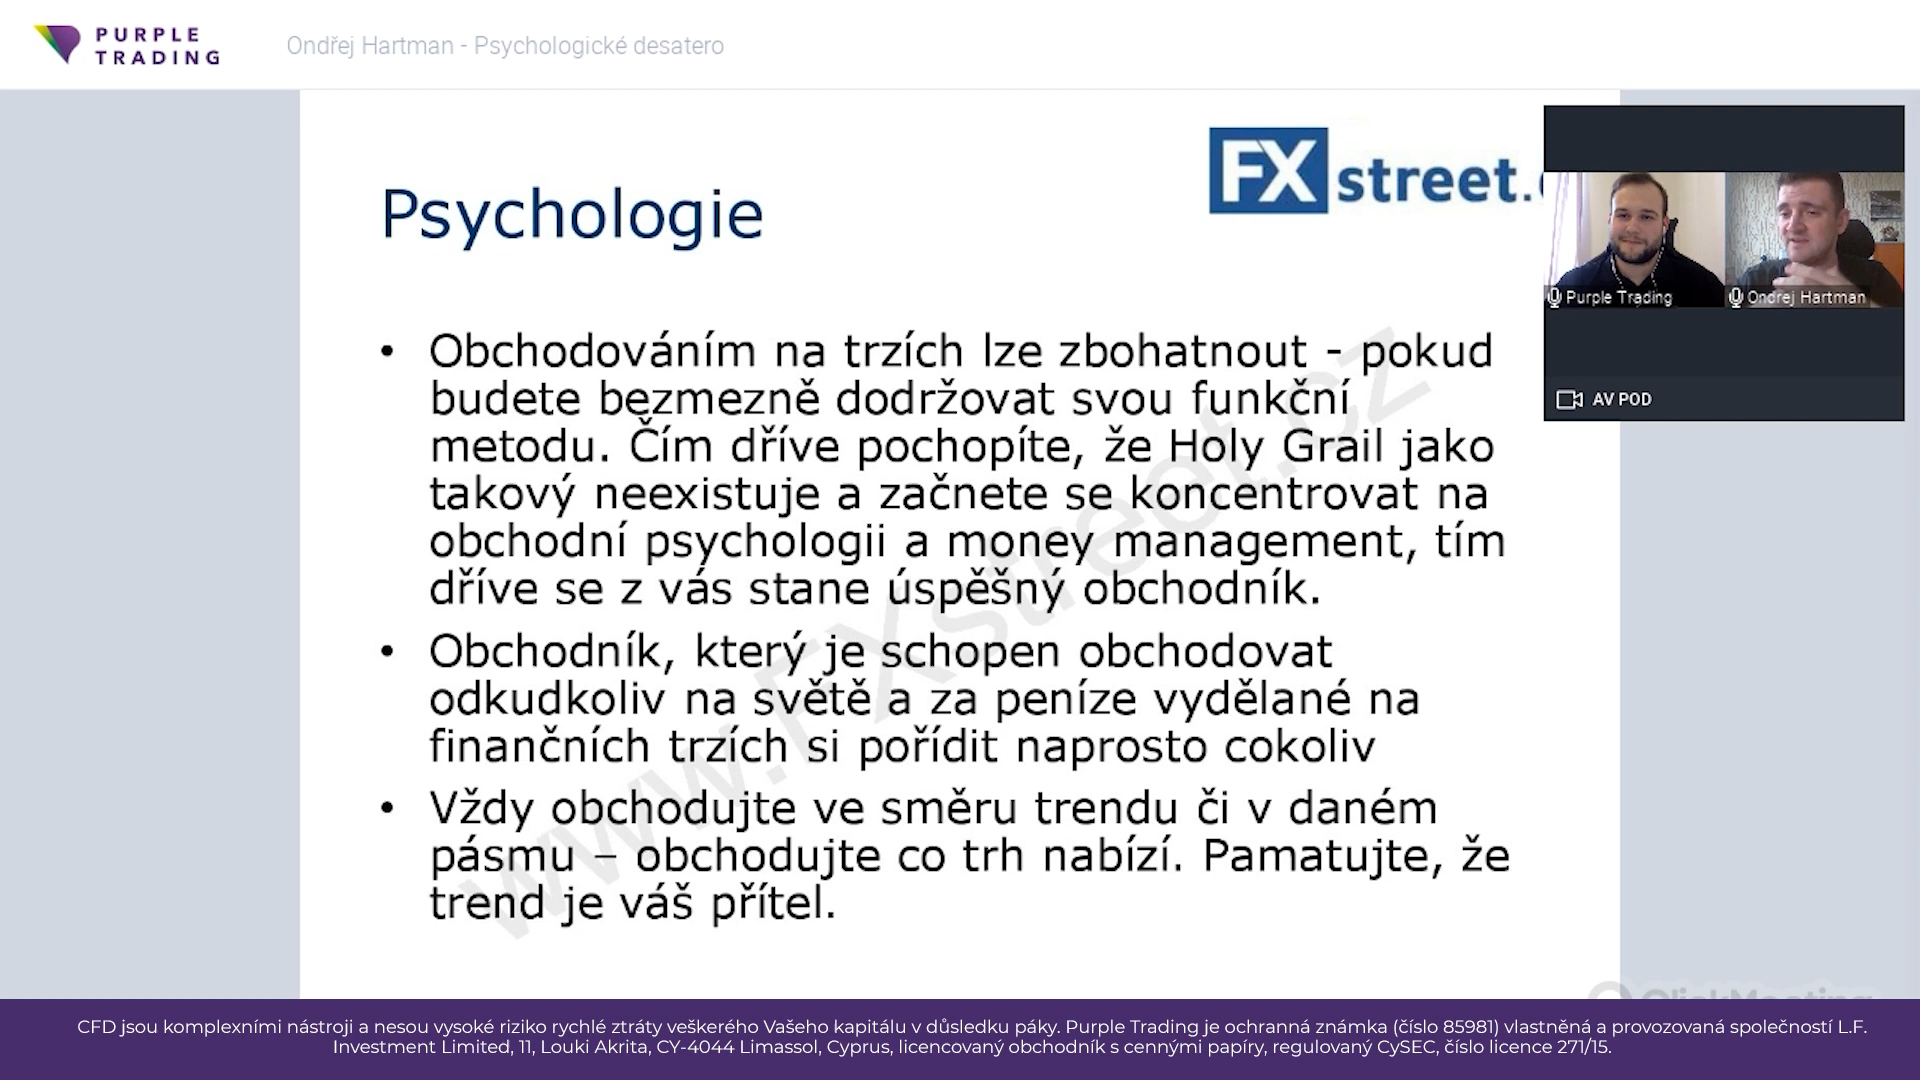 PURPLE
TRADING
Ondřej Hartman - Psychologické desatero
FXstreet.
Psychologie
• Obchodováním na trzích lze zbohatnout - pokud
budete bezmezně dodržovat svou funkční
metodu. Čím dříve pochopíte, že Holy Grail jako
takový neexistuje a začnete se koncentrovat na
obchodní psychologii a money management, tím
dříve se z vás stane úspěšný obchodník.
• Obchodník, který je schopen obchodovat
odkudkoliv na světě a za peníze vydělané na
finančních trzích si pořídit naprosto cokoliv
• Vždy obchodujte ve směru trendu či v daném
pásmu – obchodujte co trh nabízí. Pamatujte, že
trend je váš přítel.
www.FXstreet.cz
Purple Trading
Ondrej Hartman
AV POD
ClickMeeting
CFD jsou komplexními nástroji a nesou vysoké riziko rychlé ztráty veškerého Vašeho kapitálu v důsledku páky. Purple Trading je ochranná známka (číslo 85981) vlastněná a provozovaná společností L.F.
Investment Limited, 11, Louki Akrita, CY-4044 Limassol, Cyprus, licencovaný obchodník s cennými papíry, regulovaný CySEC, číslo licence 271/15.